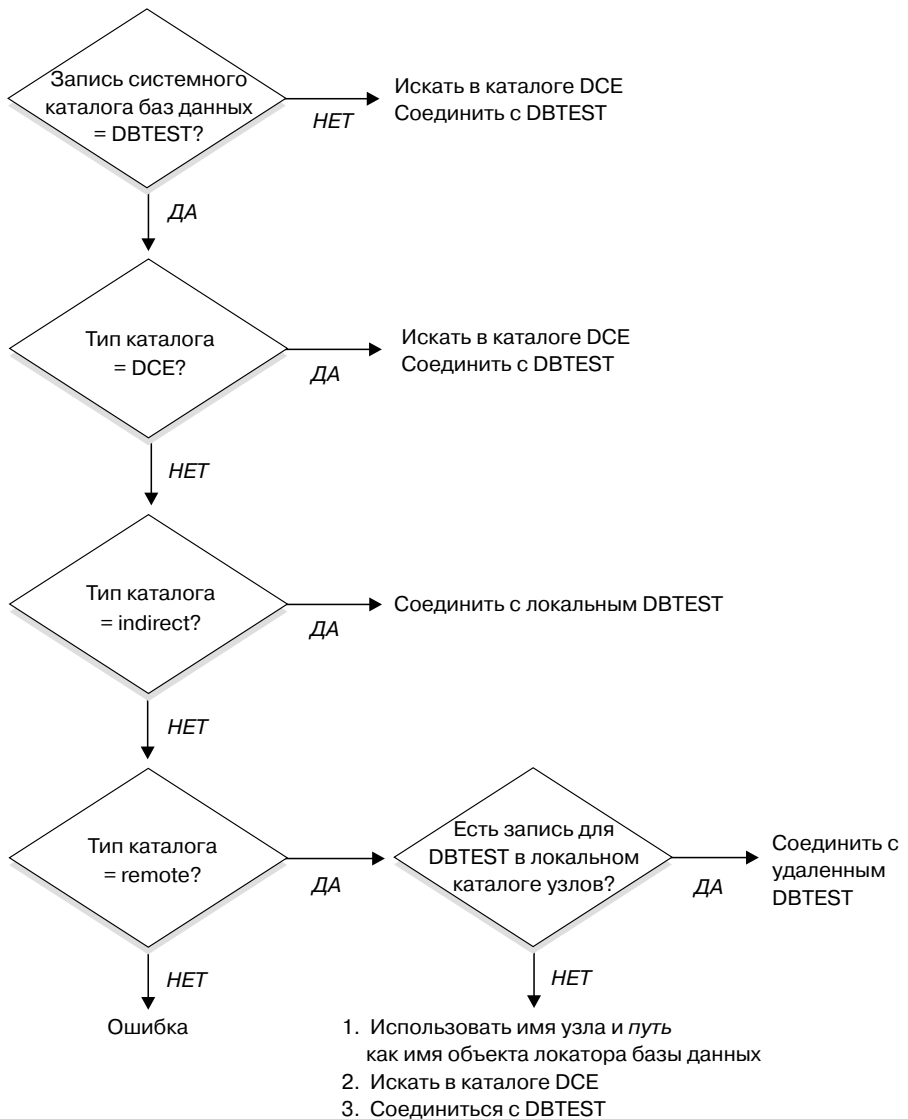 Запись системного
каталога баз данных
= DBTEST?
НЕТ
Искать в каталоге DCE
Соединить с DBTEST
ДА
Тип каталога
= DCE?
ДА
Искать в каталоге DCE
Соединить с DBTEST
НЕТ
Тип каталога
= indirect?
ДА
Соединить с локальным DBTEST
НЕТ
Тип каталога
= remote?
ДА
Есть запись для
DBTEST в локальном
каталоге узлов?
ДА
Соединить с
удаленным
DBTEST
НЕТ
Ошибка
НЕТ
1. Использовать имя узла и путь
как имя объекта локатора базы данных
2. Искать в каталоге DCE
3. Соединиться с DBTEST